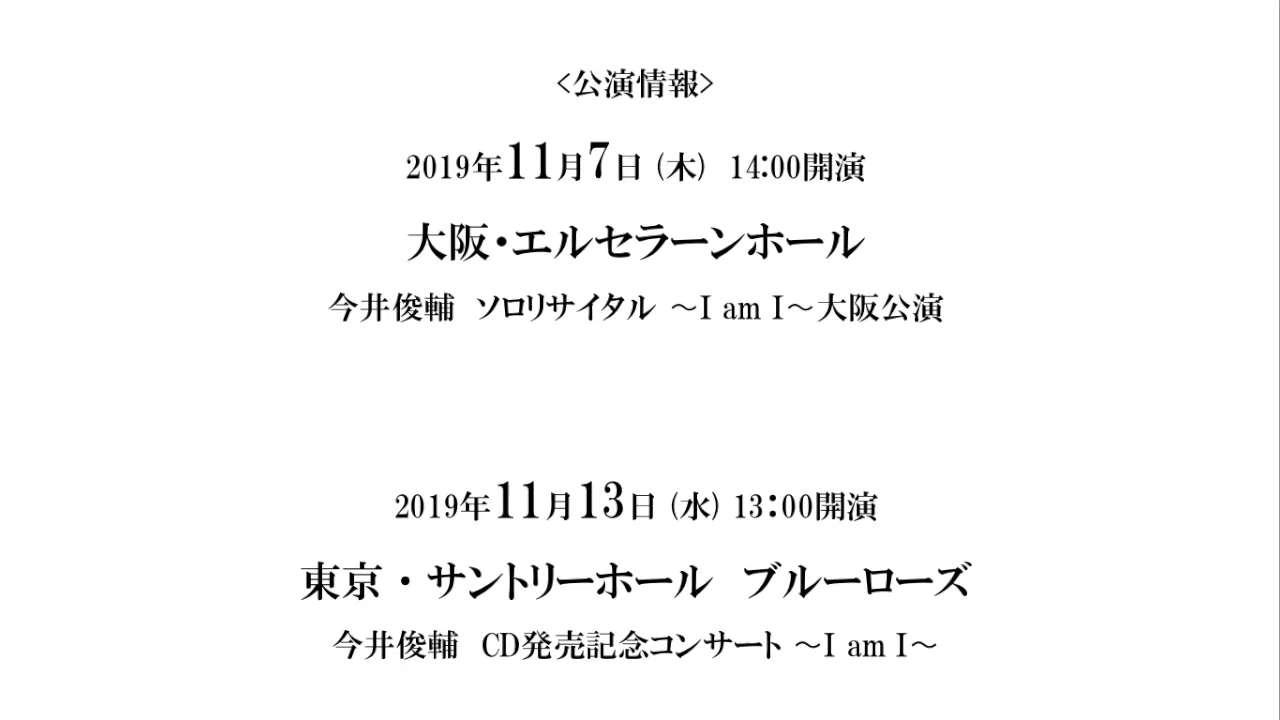 <公演情報>
2019年11月7日（木） 14:00開演
大阪・エルセラーンホール
今井俊輔 ソロリサイタル ～I am I～大阪公演
2019年11月13日（水）13：00開演
東京・サントリーホール ブルーローズ
今井俊輔 CD発売記念コンサート ～I am I～